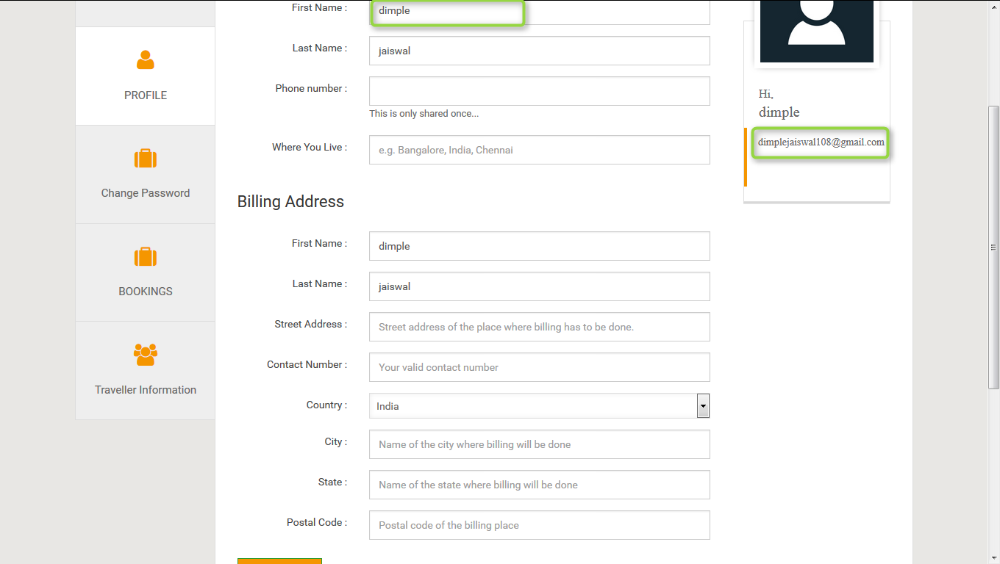 First Name :
dimple
Last Name :
jaiswal
Phone number :
This is only shared once...
Where You Live :
e.g. Bangalore, India, Chennai
Billing Address
First Name :
dimple
Last Name :
jaiswal
Street Address :
Street address of the place where billing has to be done.
Contact Number :
Your valid contact number
Country :
India
City :
Name of the city where billing will be done
State :
Name of the state where billing will be done
Postal Code :
Postal code of the billing place
PROFILE
Change Password
BOOKINGS
Traveller Information
Hi,
dimple
dimplejaiswal108@gmail.com